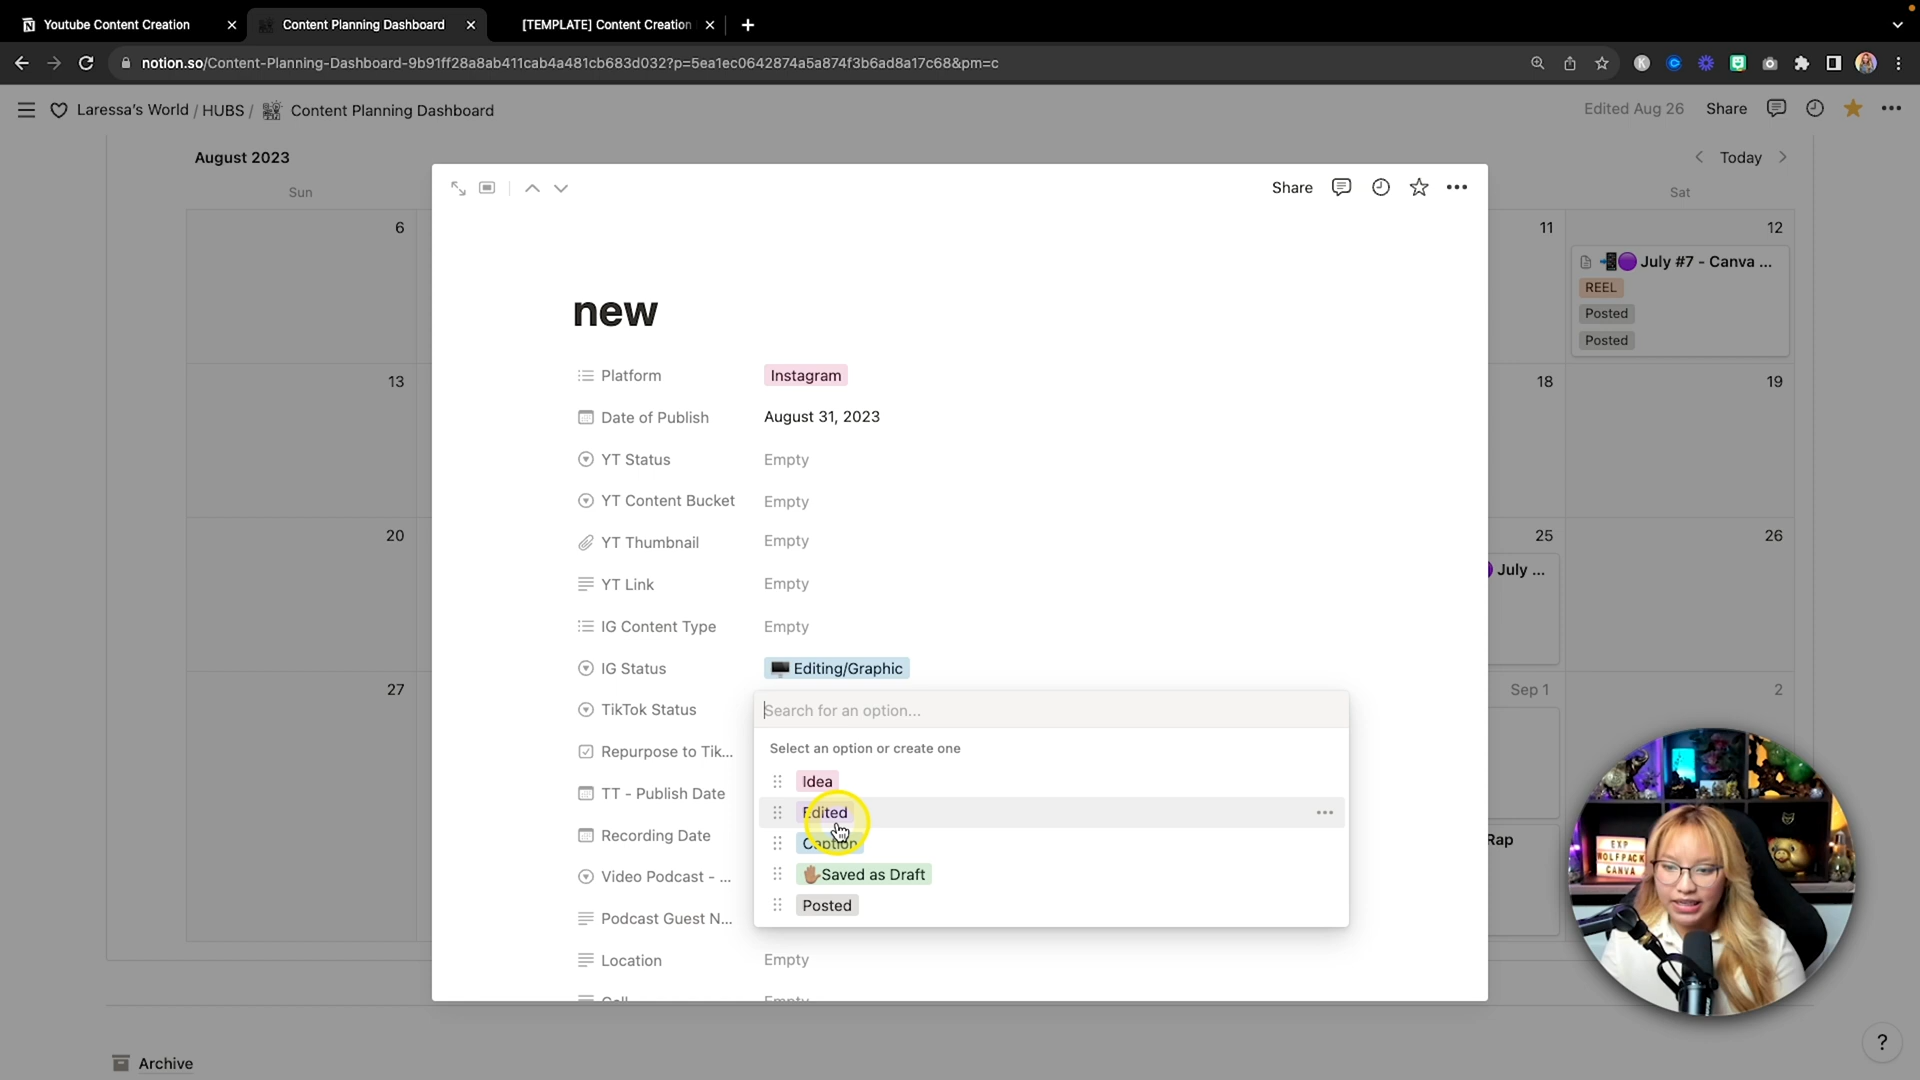 Youtube Content Creation
Content Planning Dashboard
[TEMPLATE] Content Creation
notion.so/Content-Planning-Dashboard-9b91ff28a8ab411cab4a481cb683d032?p=5ea1ec0642874a5a874f3b6ad8a17c68&pm=c
Laressa's World / HUBS / Content Planning Dashboard
Edited Aug 26
Share
August 2023
Today
Sun
Sat
6
11
12
July #7 - Canva ...
REEL
Posted
Posted
13
18
19
20
25
26
July ...
27
Sep 1
2
Rap
Share
new
Platform
Instagram
Date of Publish
August 31, 2023
YT Status
Empty
YT Content Bucket
Empty
YT Thumbnail
Empty
YT Link
Empty
IG Content Type
Empty
IG Status
Editing/Graphic
TikTok Status
Search for an option...
Select an option or create one
Idea
Edited
Caption
Saved as Draft
Posted
Repurpose to Tik...
TT - Publish Date
Recording Date
Video Podcast - ...
Podcast Guest N...
Location
Empty
Empty
EXP
WOLFPACK
CANVA
Archive
?